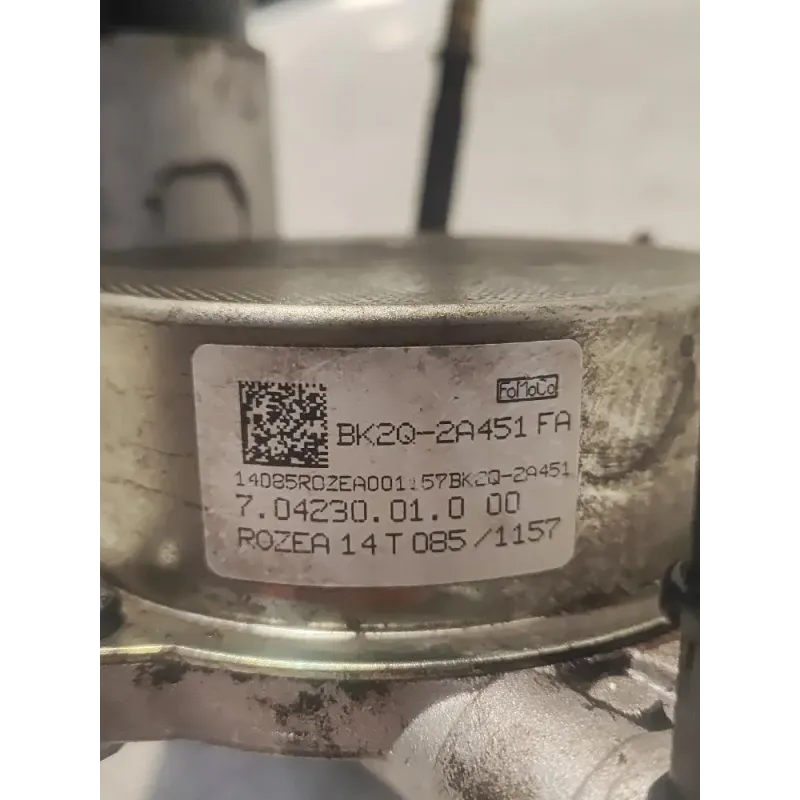 FoMoCo
BK2Q-2A451 FA
14085ROZEA001157BK2Q-2A451
7.04230.01.0 00
ROZEA 14 T 085 /1157